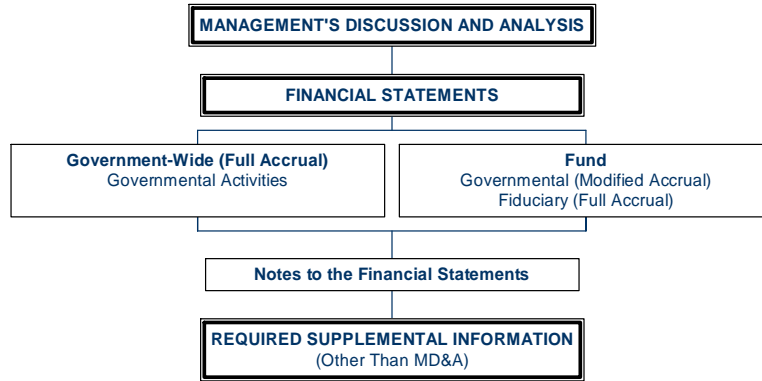 MANAGEMENT'S DISCUSSION AND ANALYSIS
FINANCIAL STATEMENTS
Government-Wide (Full Accrual)
Governmental Activities
Fund
Governmental (Modified Accrual)
Fiduciary (Full Accrual)
Notes to the Financial Statements
REQUIRED SUPPLEMENTAL INFORMATION
(Other Than MD&A)